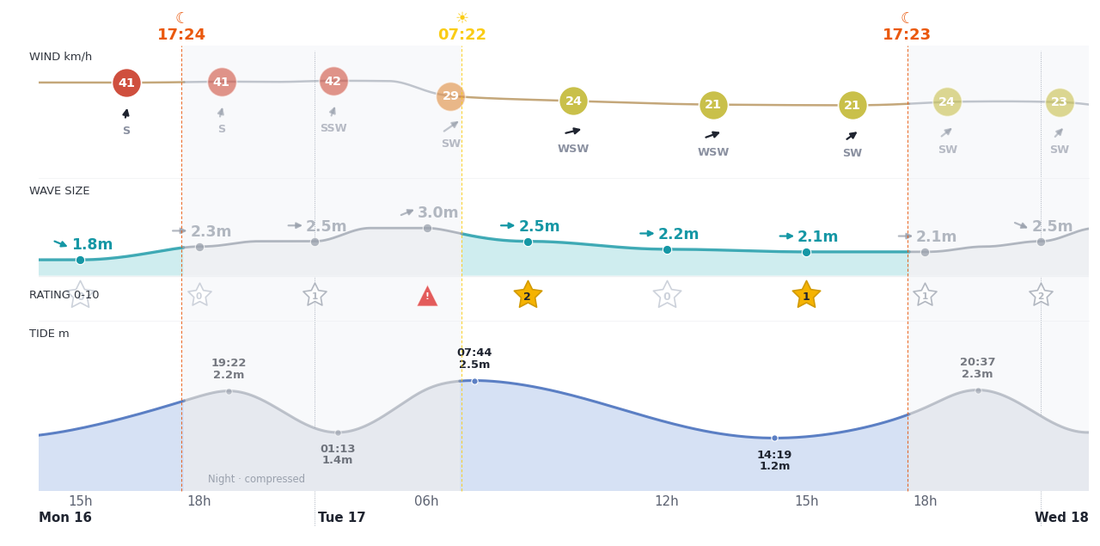 17:24
07:22
17:23
WIND km/h
41
41
42
29
24
21
21
24
23
S
S
SSW
SW
WSW
WSW
SW
SW
SW
WAVE SIZE
1.8m
2.3m
2.5m
3.0m
2.5m
2.2m
2.1m
2.1m
2.5m
RATING 0-10
0
1
!
2
0
1
1
2
TIDE m
19:22
2.2m
01:13
1.4m
07:44
2.5m
14:19
1.2m
20:37
2.3m
Night · compressed
15h
18h
06h
12h
15h
18h
Mon 16
Tue 17
Wed 18